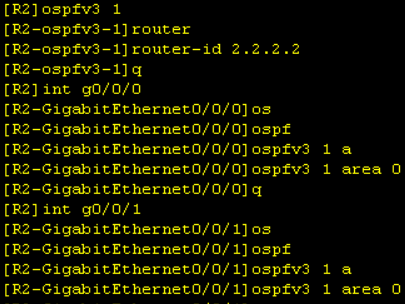 [R2]ospfv3 1
[R2-ospfv3-1]router
[R2-ospfv3-1]router-id 2.2.2.2
[R2-ospfv3-1]q
[R2]int g0/0/0
[R2-GigabitEthernet0/0/0]os
[R2-GigabitEthernet0/0/0]ospf
[R2-GigabitEthernet0/0/0]ospfv3 1 a
[R2-GigabitEthernet0/0/0]ospfv3 1 area 0
[R2-GigabitEthernet0/0/0]q
[R2]int g0/0/1
[R2-GigabitEthernet0/0/1]os
[R2-GigabitEthernet0/0/1]ospf
[R2-GigabitEthernet0/0/1]ospfv3 1 a
[R2-GigabitEthernet0/0/1]ospfv3 1 area 0